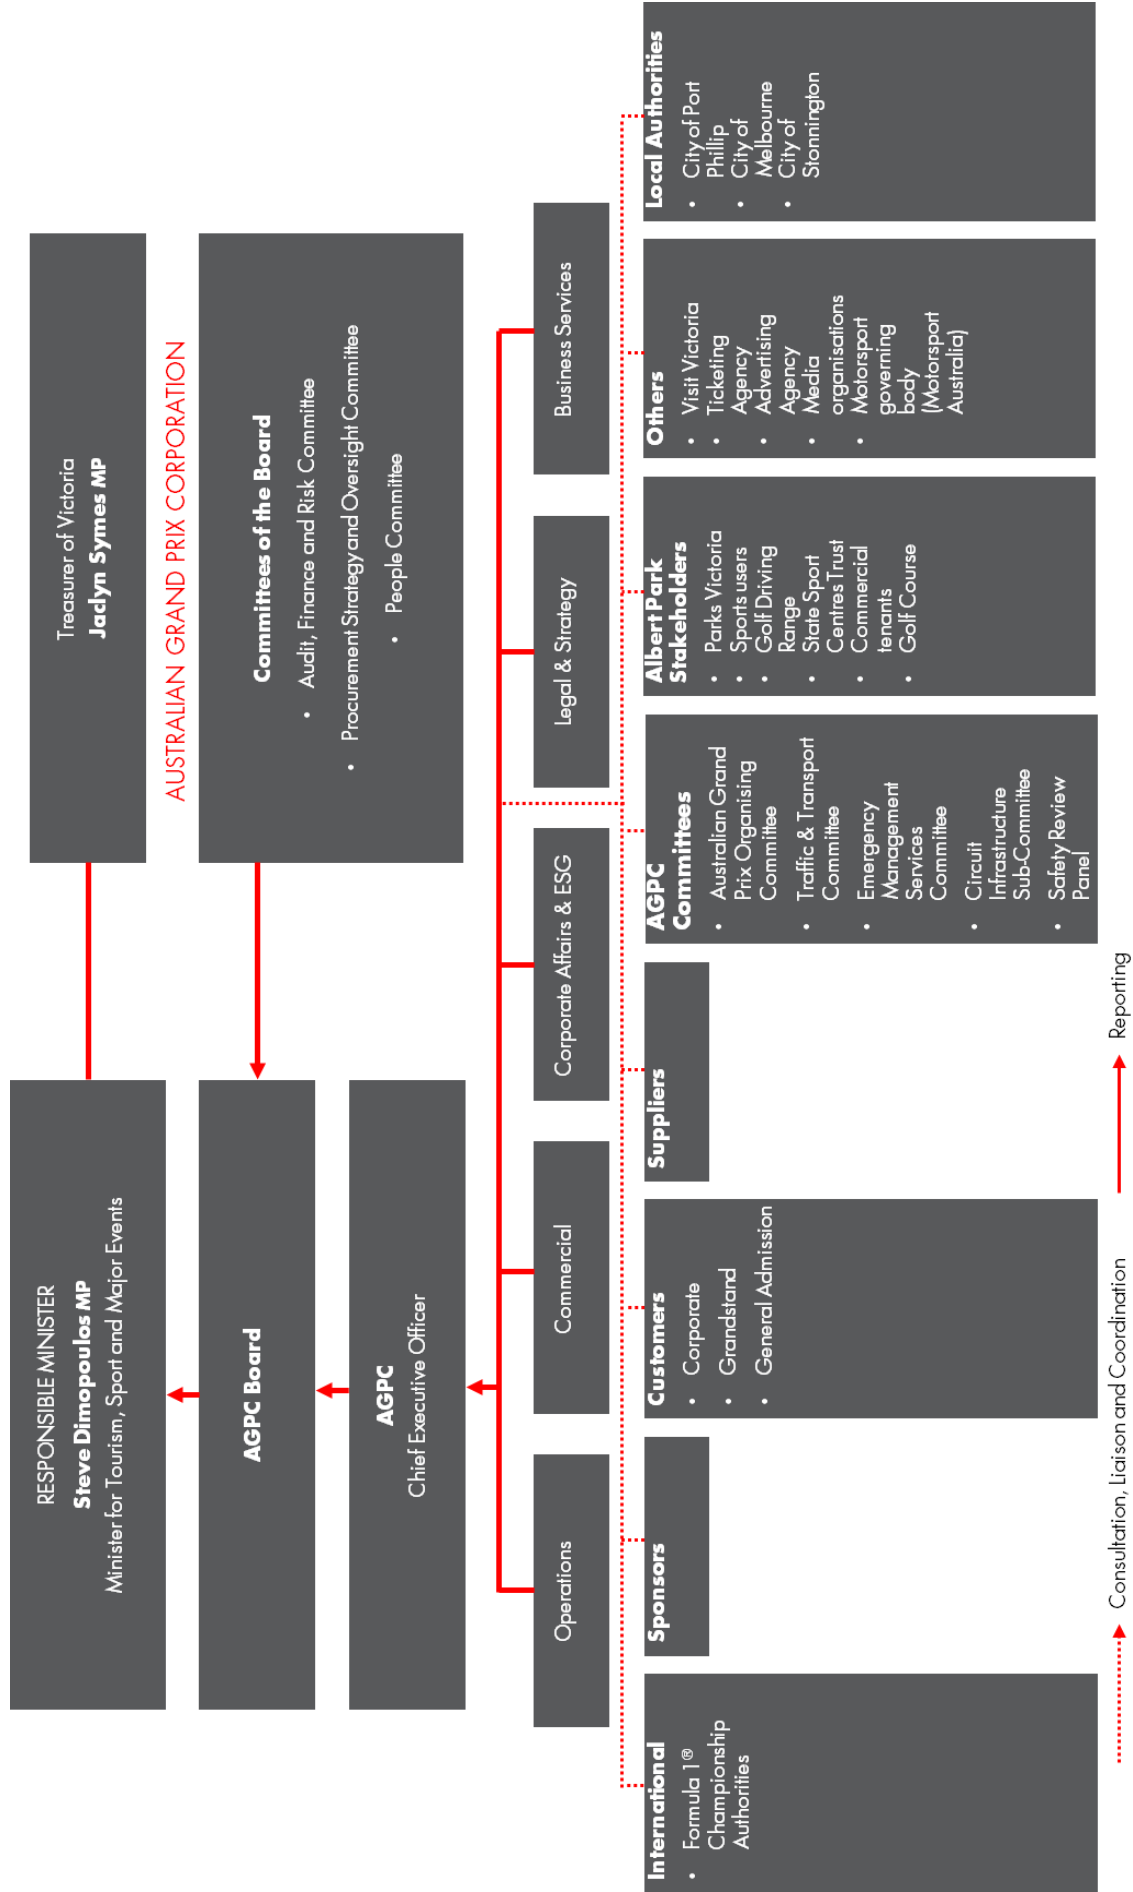 RESPONSIBLE MINISTER
Steve Dimopoulos MP
Minister for Tourism, Sport and Major Events
Treasurer of Victoria
Jaclyn Symes MP
AUSTRALIAN GRAND PRIX CORPORATION
AGPC Board
Committees of the Board
• Audit, Finance and Risk Committee
• Procurement Strategy and Oversight Committee
• People Committee
AGPC
Chief Executive Officer
Operations
Commercial
Corporate Affairs & ESG
Legal & Strategy
Business Services
International
• Formula 1®
Championship
Authorities
Sponsors
Customers
• Corporate
• Grandstand
• General Admission
Suppliers
AGPC
Committees
• Australian Grand
Prix Organising
Committee
• Traffic & Transport
Committee
• Emergency
Management
Services
Committee
• Circuit
Infrastructure
Sub-Committee
• Safety Review
Panel
Albert Park
Stakeholders
• Parks Victoria
• Sports users
• Golf Driving
Range
• State Sport
Centres Trust
• Commercial
tenants
• Golf Course
Others
• Visit Victoria
• Ticketing
Agency
• Advertising
Agency
• Media
organisations
• Motorsport
governing
body
(Motorsport
Australia)
Local Authorities
• City of Port
Phillip
• City of
Melbourne
• City of
Stonnington
Consultation, Liaison and Coordination
Reporting